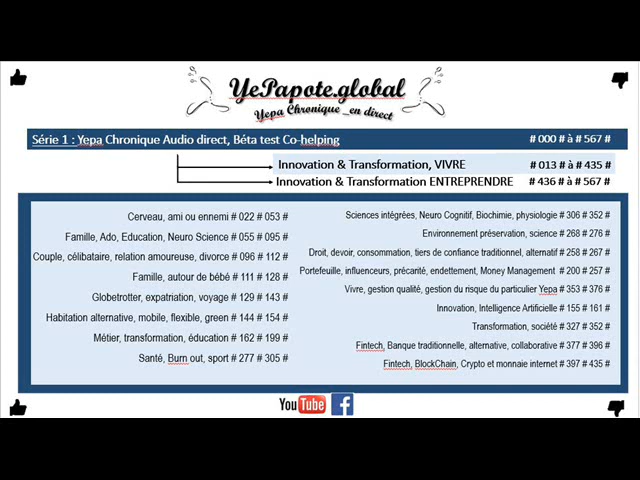 YePapote.global
Yepa Chronique _en direct
Série 1 : Yepa Chronique Audio direct, Béta test Co-helping # 000 # à # 567 #
Innovation & Transformation, VIVRE # 013 # à # 435 #
Innovation & Transformation ENTREPRENDRE # 436 # à # 567 #
Cerveau, ami ou ennemi # 022 # 053 #
Famille, Ado, Education, Neuro Science # 055 # 095 #
Couple, célibataire, relation amoureuse, divorce # 096 # 112 #
Famille, autour de bébé # 111 # 128 #
Globetrotter, expatriation, voyage # 129 # 143 #
Habitation alternative, mobile, flexible, green # 144 # 154 #
Métier, transformation, éducation # 162 # 199 #
Santé, Burn out, sport # 277 # 305 #
Sciences intégrées, Neuro Cognitif, Biochimie, physiologie # 306 # 352 #
Environnement préservation, science # 268 # 276 #
Droit, devoir, consommation, tiers de confiance traditionnel, alternatif # 258 # 267 #
Portefeuille, influenceurs, précarité, endettement, Money Management # 200 # 257 #
Vivre, gestion qualité, gestion du risque du particulier Yepa # 353 # 376 #
Innovation, Intelligence Artificielle # 155 # 161 #
Transformation, société # 327 # 352 #
Fintech, Banque traditionnelle, alternative, collaborative # 377 # 396 #
Fintech, BlockChain, Crypto et monnaie internet # 397 # 435 #
YouTube f